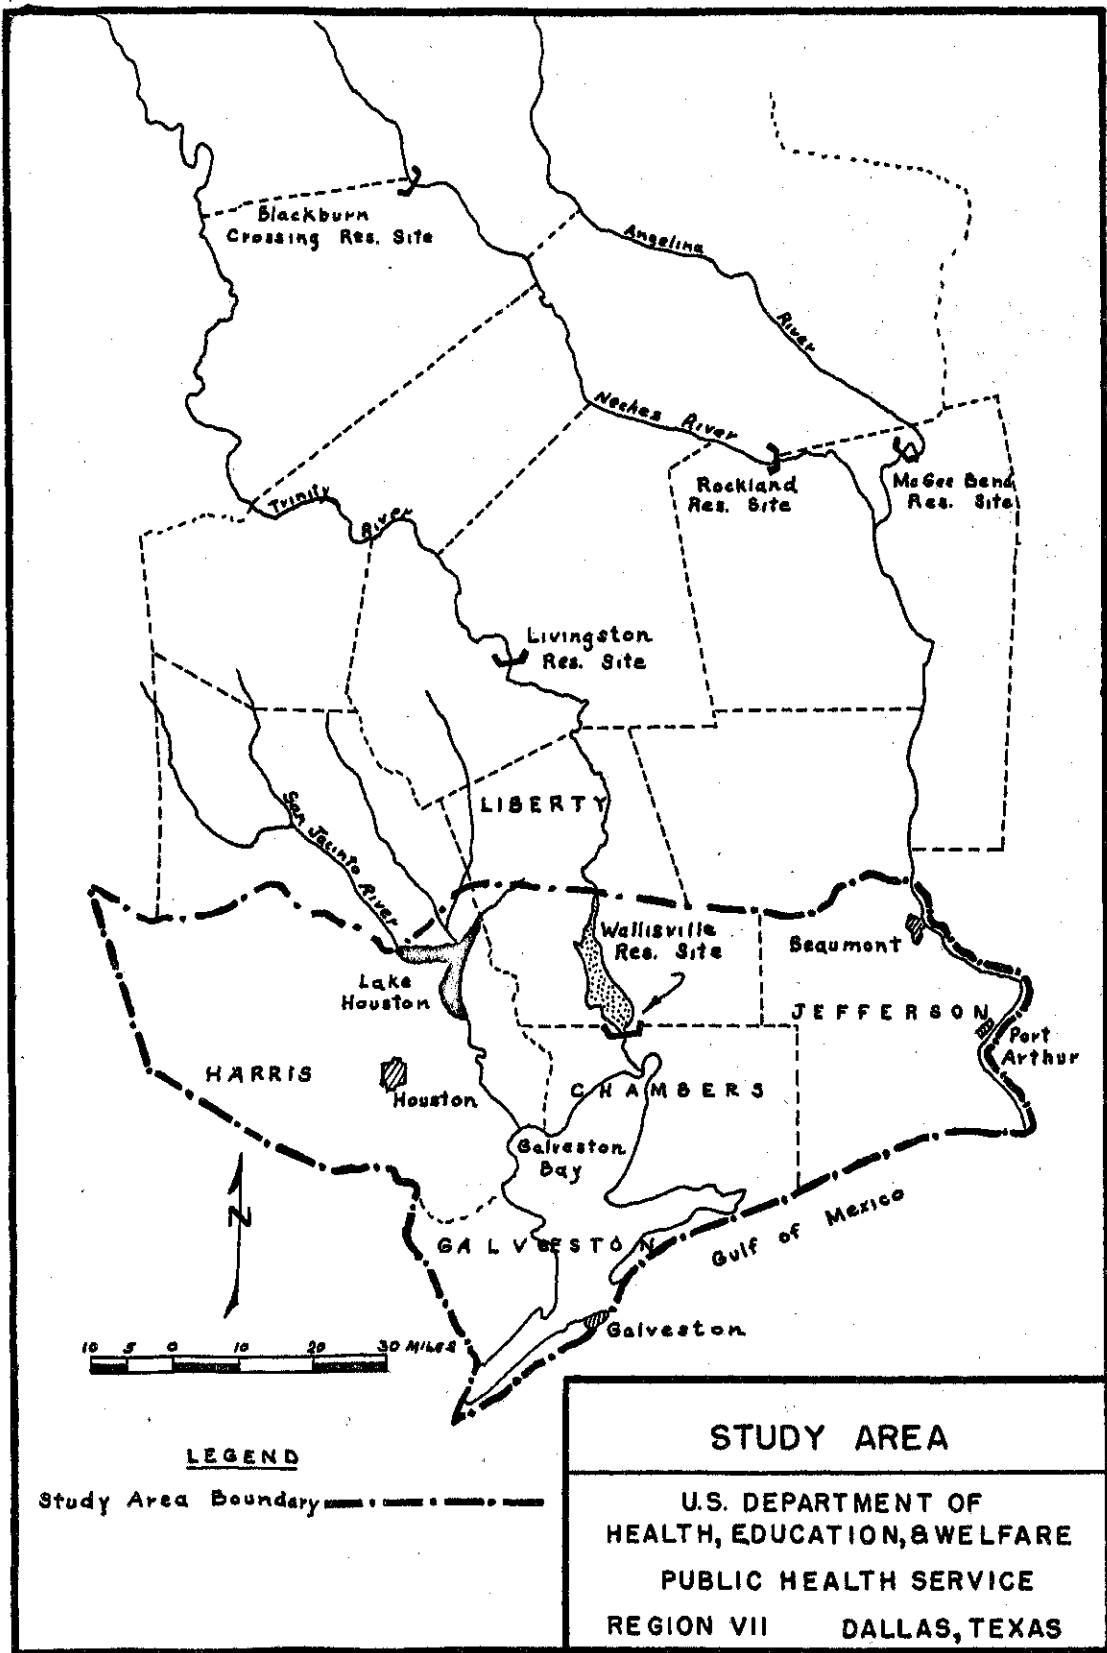 Blackburn
Crossing Res. Site
Angelina
River
Neches River
Rockland
Res. Site
McGee Bend
Res. Site
Trinity
River
Livingston
Res. Site
San Jacinto River
LIBERTY
Wallisville
Res. Site
Beaumont
Lake
Houston
JEFFERSON
Port
Arthur
HARRIS
Houston
CHAMBERS
Galveston
Bay
N
GALVESTON
Gulf of Mexico
Galveston
10 5 0 10 20 30 MILES
LEGEND
Study Area Boundary
STUDY AREA
U.S. DEPARTMENT OF
HEALTH, EDUCATION, & WELFARE
PUBLIC HEALTH SERVICE
REGION VII DALLAS, TEXAS